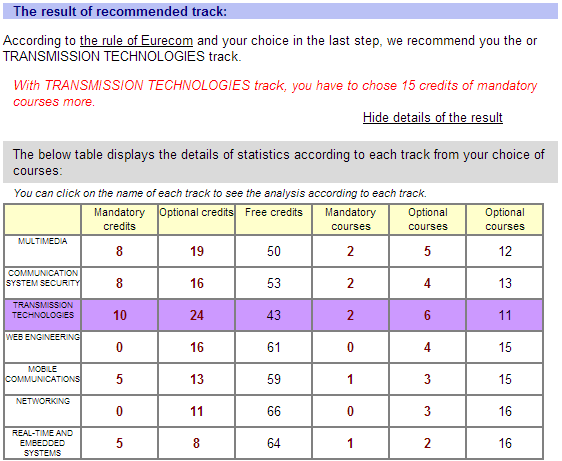 The result of recommended track:
According to the rule of Eurecom and your choice in the last step, we recommend you the or
TRANSMISSION TECHNOLOGIES track.
With TRANSMISSION TECHNOLOGIES track, you have to chose 15 credits of mandatory
courses more.
Hide details of the result
The below table displays the details of statistics according to each track from your choice of
courses:
You can click on the name of each track to see the analysis according to each track.
Mandatory credits Optional credits Free credits Mandatory courses Optional courses Optional courses
MULTIMEDIA 8 19 50 2 5 12
COMMUNICATION SYSTEM SECURITY 8 16 53 2 4 13
TRANSMISSION TECHNOLOGIES 10 24 43 2 6 11
WEB ENGINEERING 0 16 61 0 4 15
MOBILE COMMUNICATIONS 5 13 59 1 3 15
NETWORKING 0 11 66 0 3 16
REAL-TIME AND EMBEDDED SYSTEMS 5 8 64 1 2 16